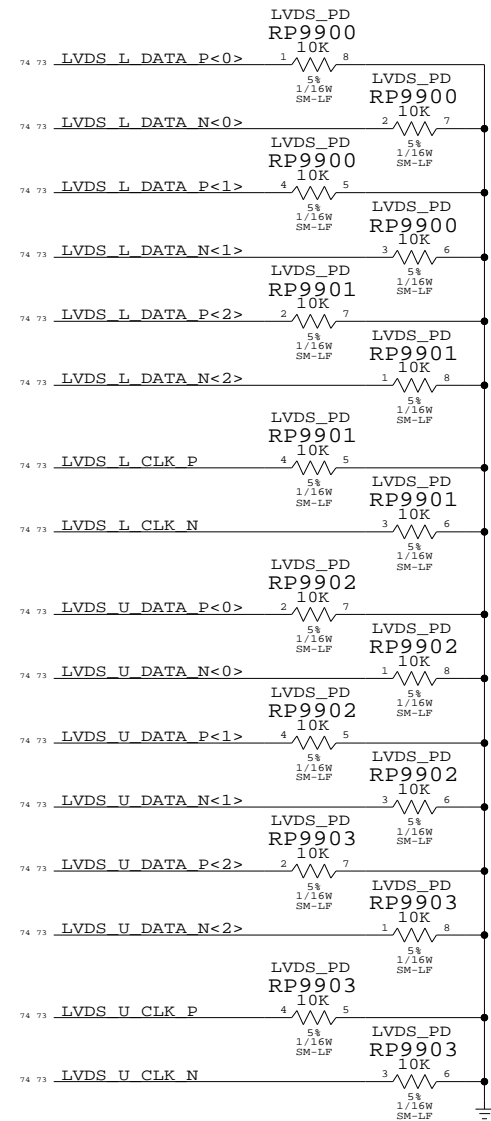 LVDS_PD
RP9900
10K
74 73 LVDS_L_DATA_P<0> 1 8
5%
1/16W
SM-LF
LVDS_PD
RP9900
10K
74 73 LVDS_L_DATA_N<0> 2 7
5%
1/16W
SM-LF
LVDS_PD
RP9900
10K
74 73 LVDS_L_DATA_P<1> 4 5
5%
1/16W
SM-LF
LVDS_PD
RP9900
10K
74 73 LVDS_L_DATA_N<1> 3 6
5%
1/16W
SM-LF
LVDS_PD
RP9901
10K
74 73 LVDS_L_DATA_P<2> 2 7
5%
1/16W
SM-LF
LVDS_PD
RP9901
10K
74 73 LVDS_L_DATA_N<2> 1 8
5%
1/16W
SM-LF
LVDS_PD
RP9901
10K
74 73 LVDS_L_CLK_P 4 5
5%
1/16W
SM-LF
LVDS_PD
RP9901
10K
74 73 LVDS_L_CLK_N 3 6
5%
1/16W
SM-LF
LVDS_PD
RP9902
10K
74 73 LVDS_U_DATA_P<0> 2 7
5%
1/16W
SM-LF
LVDS_PD
RP9902
10K
74 73 LVDS_U_DATA_N<0> 1 8
5%
1/16W
SM-LF
LVDS_PD
RP9902
10K
74 73 LVDS_U_DATA_P<1> 4 5
5%
1/16W
SM-LF
LVDS_PD
RP9902
10K
74 73 LVDS_U_DATA_N<1> 3 6
5%
1/16W
SM-LF
LVDS_PD
RP9903
10K
74 73 LVDS_U_DATA_P<2> 2 7
5%
1/16W
SM-LF
LVDS_PD
RP9903
10K
74 73 LVDS_U_DATA_N<2> 1 8
5%
1/16W
SM-LF
LVDS_PD
RP9903
10K
74 73 LVDS_U_CLK_P 4 5
5%
1/16W
SM-LF
LVDS_PD
RP9903
10K
74 73 LVDS_U_CLK_N 3 6
5%
1/16W
SM-LF